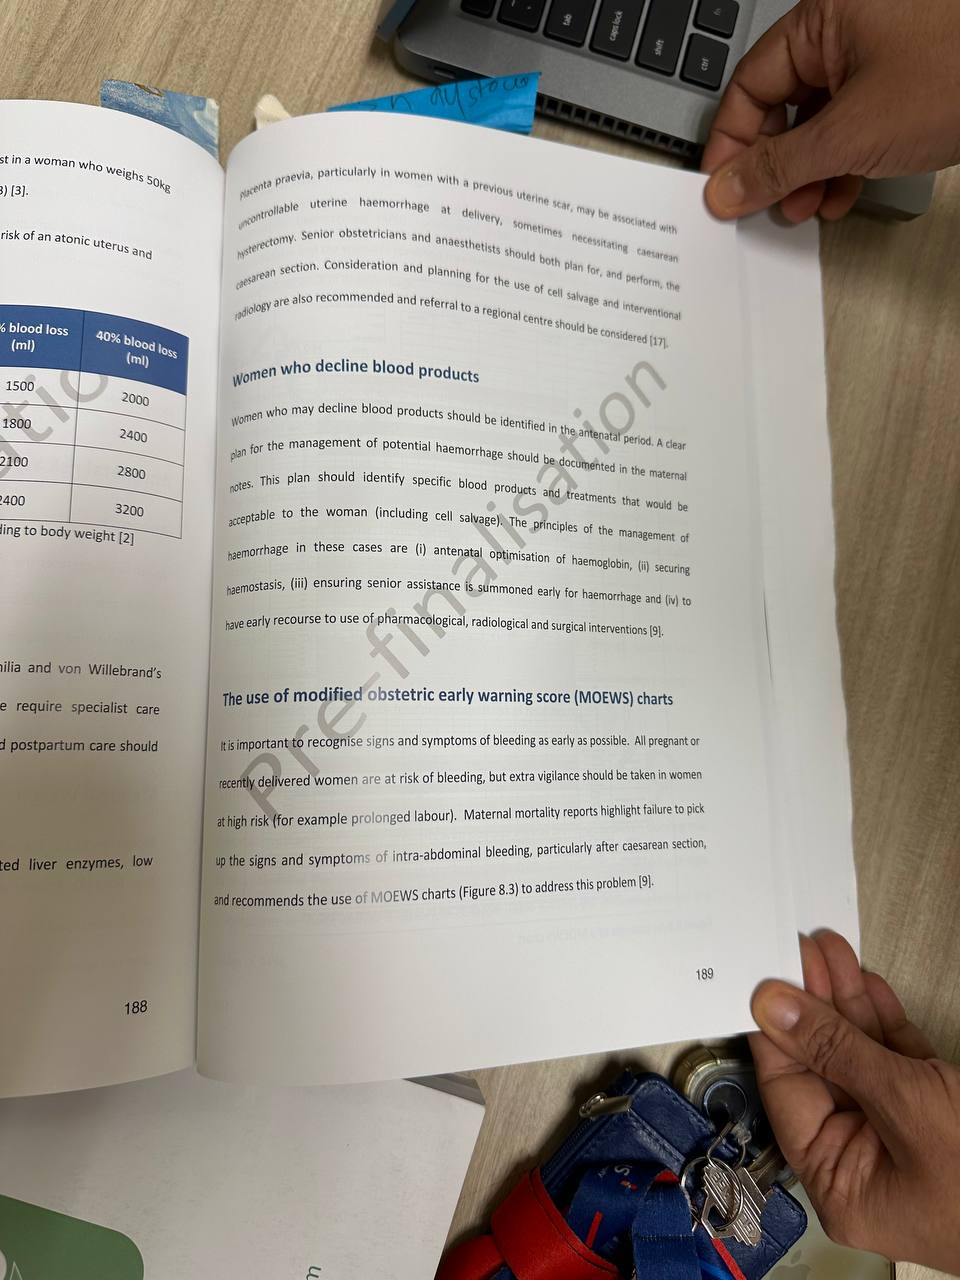 st in a woman who weighs 50kg
3) [3].
risk of an atonic uterus and
% blood loss (ml)
40% blood loss (ml)
1500
2000
1800
2400
2100
2800
2400
3200
ding to body weight [2]
milia and von Willebrand's
e require specialist care
d postpartum care should
ted liver enzymes, low
188
Placenta praevia, particularly in women with a previous uterine scar, may be associated with
uncontrollable uterine haemorrhage at delivery, sometimes necessitating caesarean
hysterectomy. Senior obstetricians and anaesthetists should both plan for, and perform, the
caesarean section. Consideration and planning for the use of cell salvage and interventional
radiology are also recommended and referral to a regional centre should be considered [17].
Women who decline blood products
Women who may decline blood products should be identified in the antenatal period. A clear
plan for the management of potential haemorrhage should be documented in the maternal
notes. This plan should identify specific blood products and treatments that would be
acceptable to the woman (including cell salvage). The principles of the management of
haemorrhage in these cases are (i) antenatal optimisation of haemoglobin, (ii) securing
haemostasis, (iii) ensuring senior assistance is summoned early for haemorrhage and (iv) to
have early recourse to use of pharmacological, radiological and surgical interventions [9].
The use of modified obstetric early warning score (MOEWS) charts
It is important to recognise signs and symptoms of bleeding as early as possible. All pregnant or
recently delivered women are at risk of bleeding, but extra vigilance should be taken in women
at high risk (for example prolonged labour). Maternal mortality reports highlight failure to pick
up the signs and symptoms of intra-abdominal bleeding, particularly after caesarean section,
and recommends the use of MOEWS charts (Figure 8.3) to address this problem [9].
189
Pre-finalisation
tab
caps lock
shift
fn
ctrl